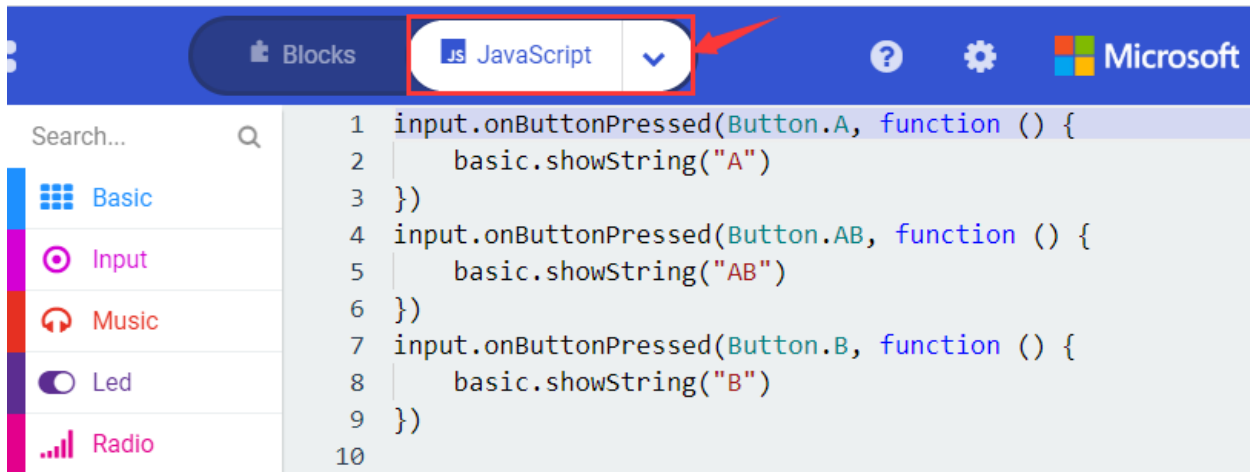 Blocks
JS JavaScript
Microsoft
Search...
Basic
Input
Music
Led
Radio
1 input.onButtonPressed(Button.A, function () {
2     basic.showString("A")
3 })
4 input.onButtonPressed(Button.AB, function () {
5     basic.showString("AB")
6 })
7 input.onButtonPressed(Button.B, function () {
8     basic.showString("B")
9 })
10